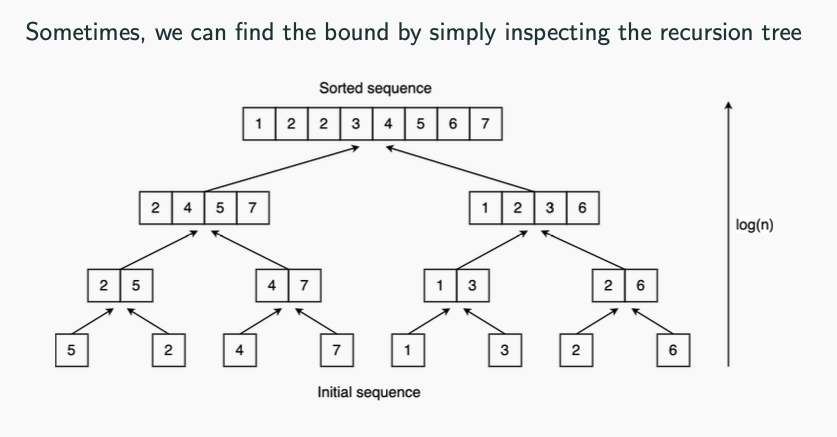 Sometimes, we can find the bound by simply inspecting the recursion tree
Sorted sequence
1 2 2 3 4 5 6 7
2 4 5 7 1 2 3 6
log(n)
2 5 4 7 1 3 2 6
5 2 4 7 1 3 2 6
Initial sequence